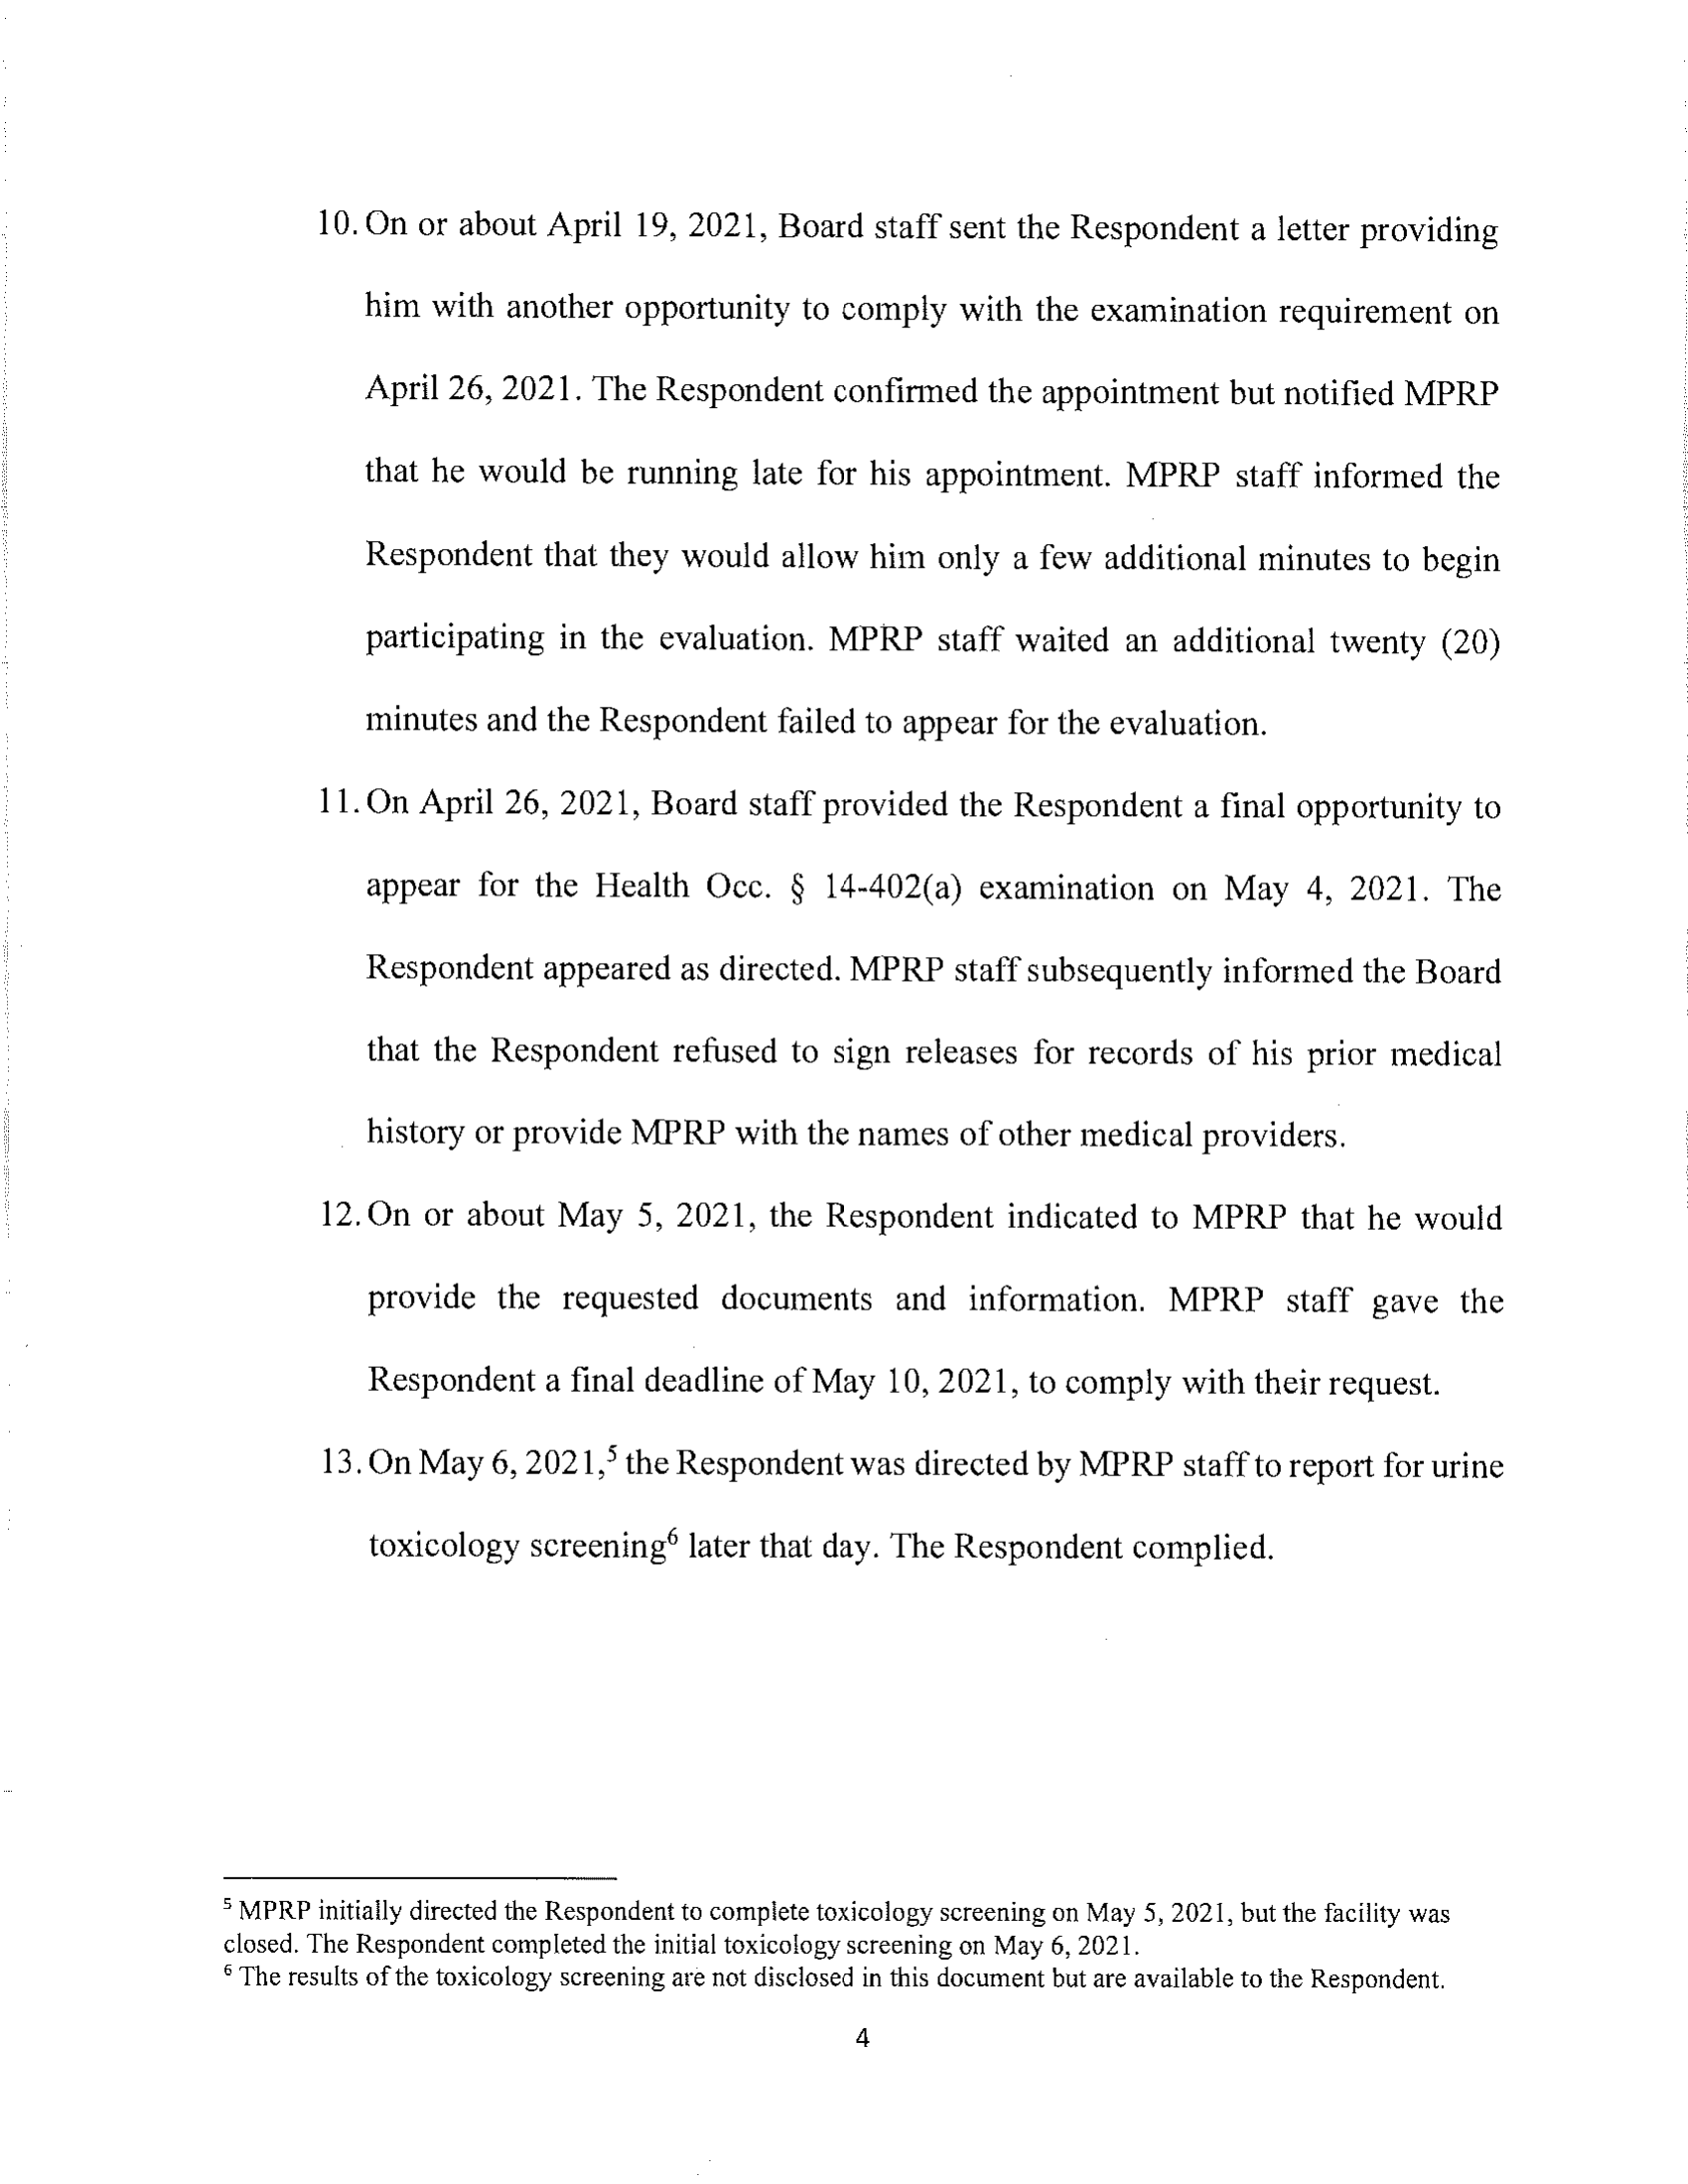 10. On or about April 19, 2021, Board staff sent the Respondent a letter providing
him with another opportunity to comply with the examination requirement on
April 26, 2021. The Respondent confirmed the appointment but notified MPRP
that he would be running late for his appointment. MPRP staff informed the
Respondent that they would allow him only a few additional minutes to begin
participating in the evaluation. MPRP staff waited an additional twenty (20)
minutes and the Respondent failed to appear for the evaluation.
11. On April 26, 2021, Board staff provided the Respondent a final opportunity to
appear for the Health Occ. § 14-402(a) examination on May 4, 2021. The
Respondent appeared as directed. MPRP staff subsequently informed the Board
that the Respondent refused to sign releases for records of his prior medical
history or provide MPRP with the names of other medical providers.
12. On or about May 5, 2021, the Respondent indicated to MPRP that he would
provide the requested documents and information. MPRP staff gave the
Respondent a final deadline of May 10, 2021, to comply with their request.
13. On May 6, 2021,⁵ the Respondent was directed by MPRP staff to report for urine
toxicology screening⁶ later that day. The Respondent complied.
⁵ MPRP initially directed the Respondent to complete toxicology screening on May 5, 2021, but the facility was
closed. The Respondent completed the initial toxicology screening on May 6, 2021.
⁶ The results of the toxicology screening are not disclosed in this document but are available to the Respondent.
4